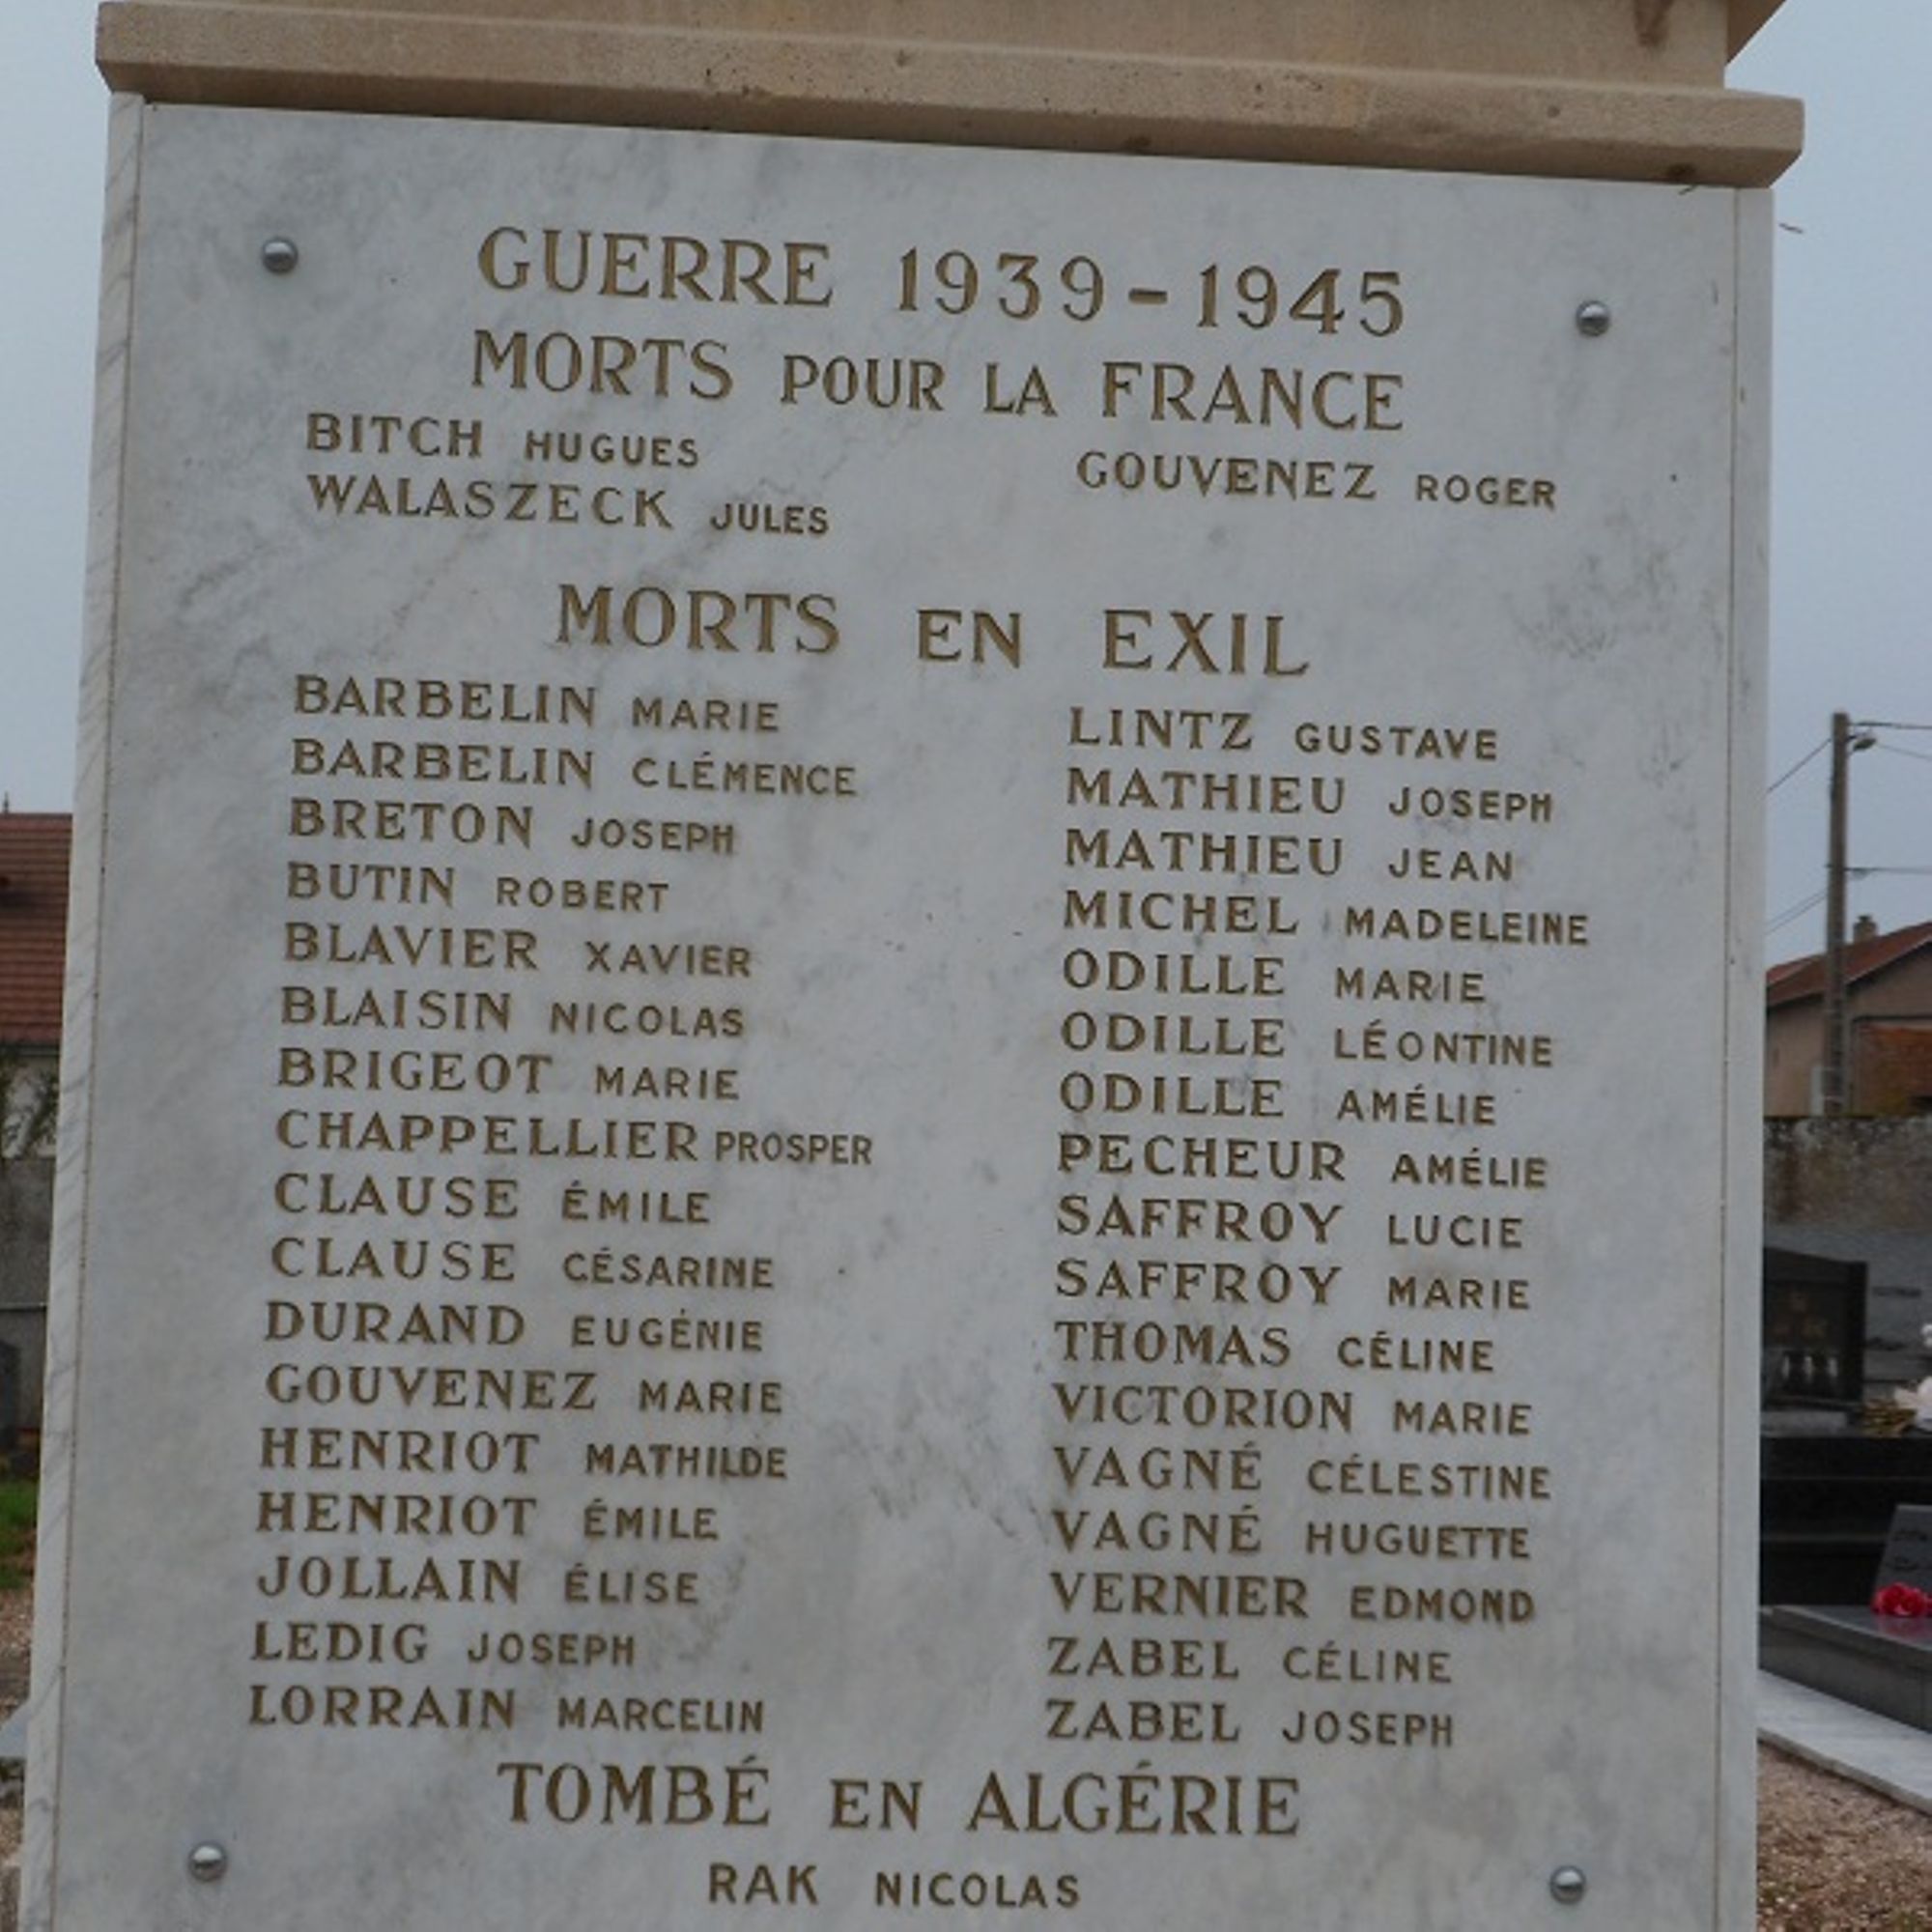 GUERRE 1939-1945
MORTS POUR LA FRANCE
BITCH HUGUES
WALASZECK JULES
GOUVENEZ ROGER
MORTS EN EXIL
BARBELIN MARIE
BARBELIN CLÉMENCE
BRETON JOSEPH
BUTIN ROBERT
BLAVIER XAVIER
BLAISIN NICOLAS
BRIGEOT MARIE
CHAPPELLIER PROSPER
CLAUSE ÉMILE
CLAUSE CÉSARINE
DURAND EUGÉNIE
GOUVENEZ MARIE
HENRIOT MATHILDE
HENRIOT ÉMILE
JOLLAIN ÉLISE
LEDIG JOSEPH
LORRAIN MARCELIN
LINTZ GUSTAVE
MATHIEU JOSEPH
MATHIEU JEAN
MICHEL MADELEINE
ODILLE MARIE
ODILLE LÉONTINE
ODILLE AMÉLIE
PECHEUR AMÉLIE
SAFFROY LUCIE
SAFFROY MARIE
THOMAS CÉLINE
VICTORION MARIE
VAGNÉ CÉLESTINE
VAGNÉ HUGUETTE
VERNIER EDMOND
ZABEL CÉLINE
ZABEL JOSEPH
TOMBÉ EN ALGÉRIE
RAK NICOLAS